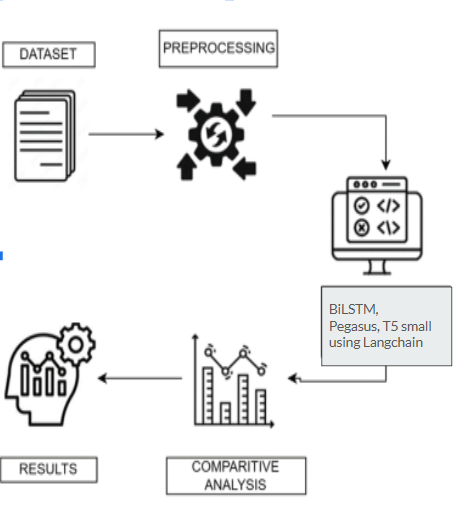 DATASET
PREPROCESSING
</>
<\>
BiLSTM,
Pegasus, T5 small
using Langchain
RESULTS
COMPARITIVE
ANALYSIS